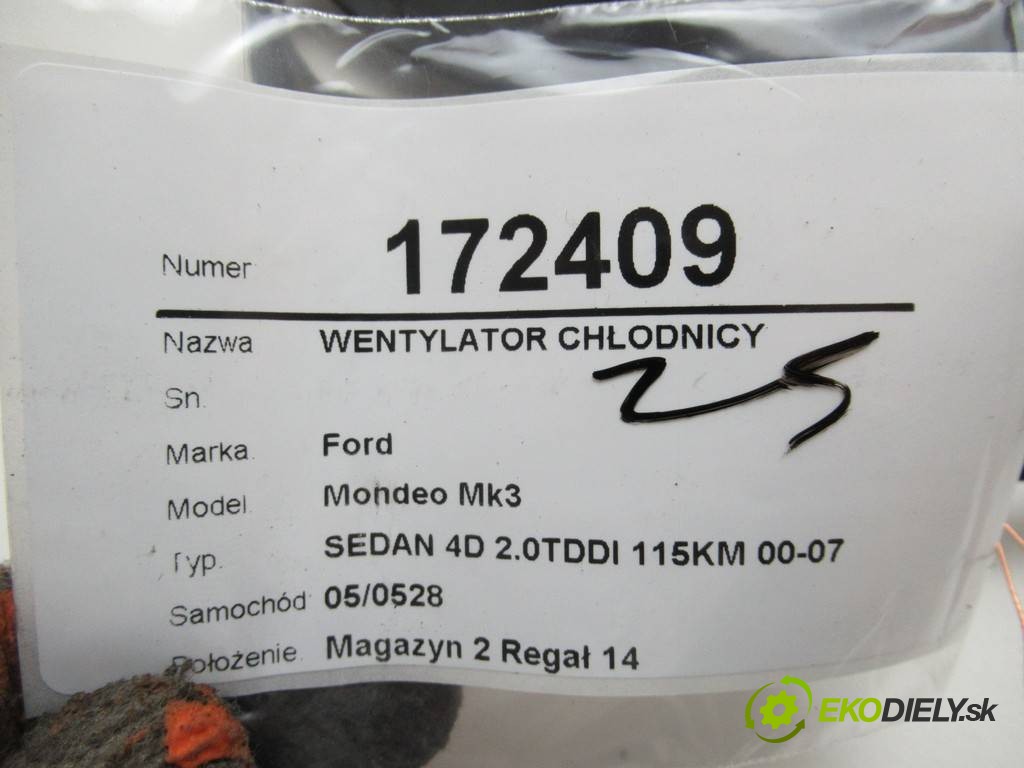 Numer 172409
Nazwa WENTYLATOR CHŁODNICY
25
Sn.
Marka Ford
Model Mondeo Mk3
Typ. SEDAN 4D 2.0TDDI 115KM 00-07
Samochód 05/0528
Położenie. Magazyn 2 Regał 14
EKODIELY.sk